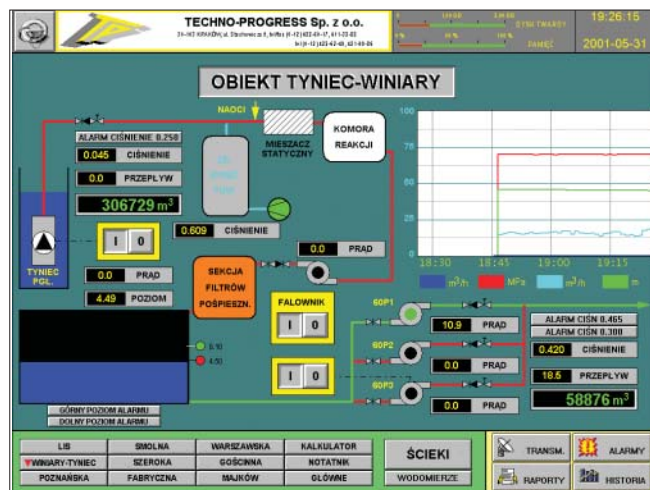 TECHNO-PROGRESS Sp. z o.o.
DYSK TWARDY
PAMIĘĆ
19:26:15
2001-05-31
OBIEKT TYNIEC-WINIARY
NAOCl
ALARM CIŚNIENIE 0.250
0.045 CIŚNIENIE
0.0 PRZEPŁYW
306729 m³
MIESZACZ
STATYCZNY
KOMORA
REAKCJI
100
75
50
25
0
18:30 18:45 19:00 19:15
m³/h MPa m³/h m
TYNIEC
PGL.
I 0
0.609 CIŚNIENIE
0.0 PRĄD
4.49 POZIOM
SEKCJA
FILTRÓW
POŚPIESZN.
0.0 PRĄD
FALOWNIK
I 0
I 0
60P1
10.9 PRĄD
60P2
0.0 PRĄD
60P3
0.0 PRĄD
ALARM CIŚN 0.465
ALARM CIŚN 0.300
0.420 CIŚNIENIE
18.5 PRZEPŁYW
58876 m³
GÓRNY POZIOM ALARMU
DOLNY POZIOM ALARMU
LIS SMOLNA WARSZAWSKA KALKULATOR
WINIARY-TYNIEC SZEROKA GOŚCINNA NOTATNIK
POZNAŃSKA FABRYCZNA MAJKÓW GŁÓWNE
ŚCIEKI
WODOMIERZE
TRANSM. ALARMY
RAPORTY HISTORIA